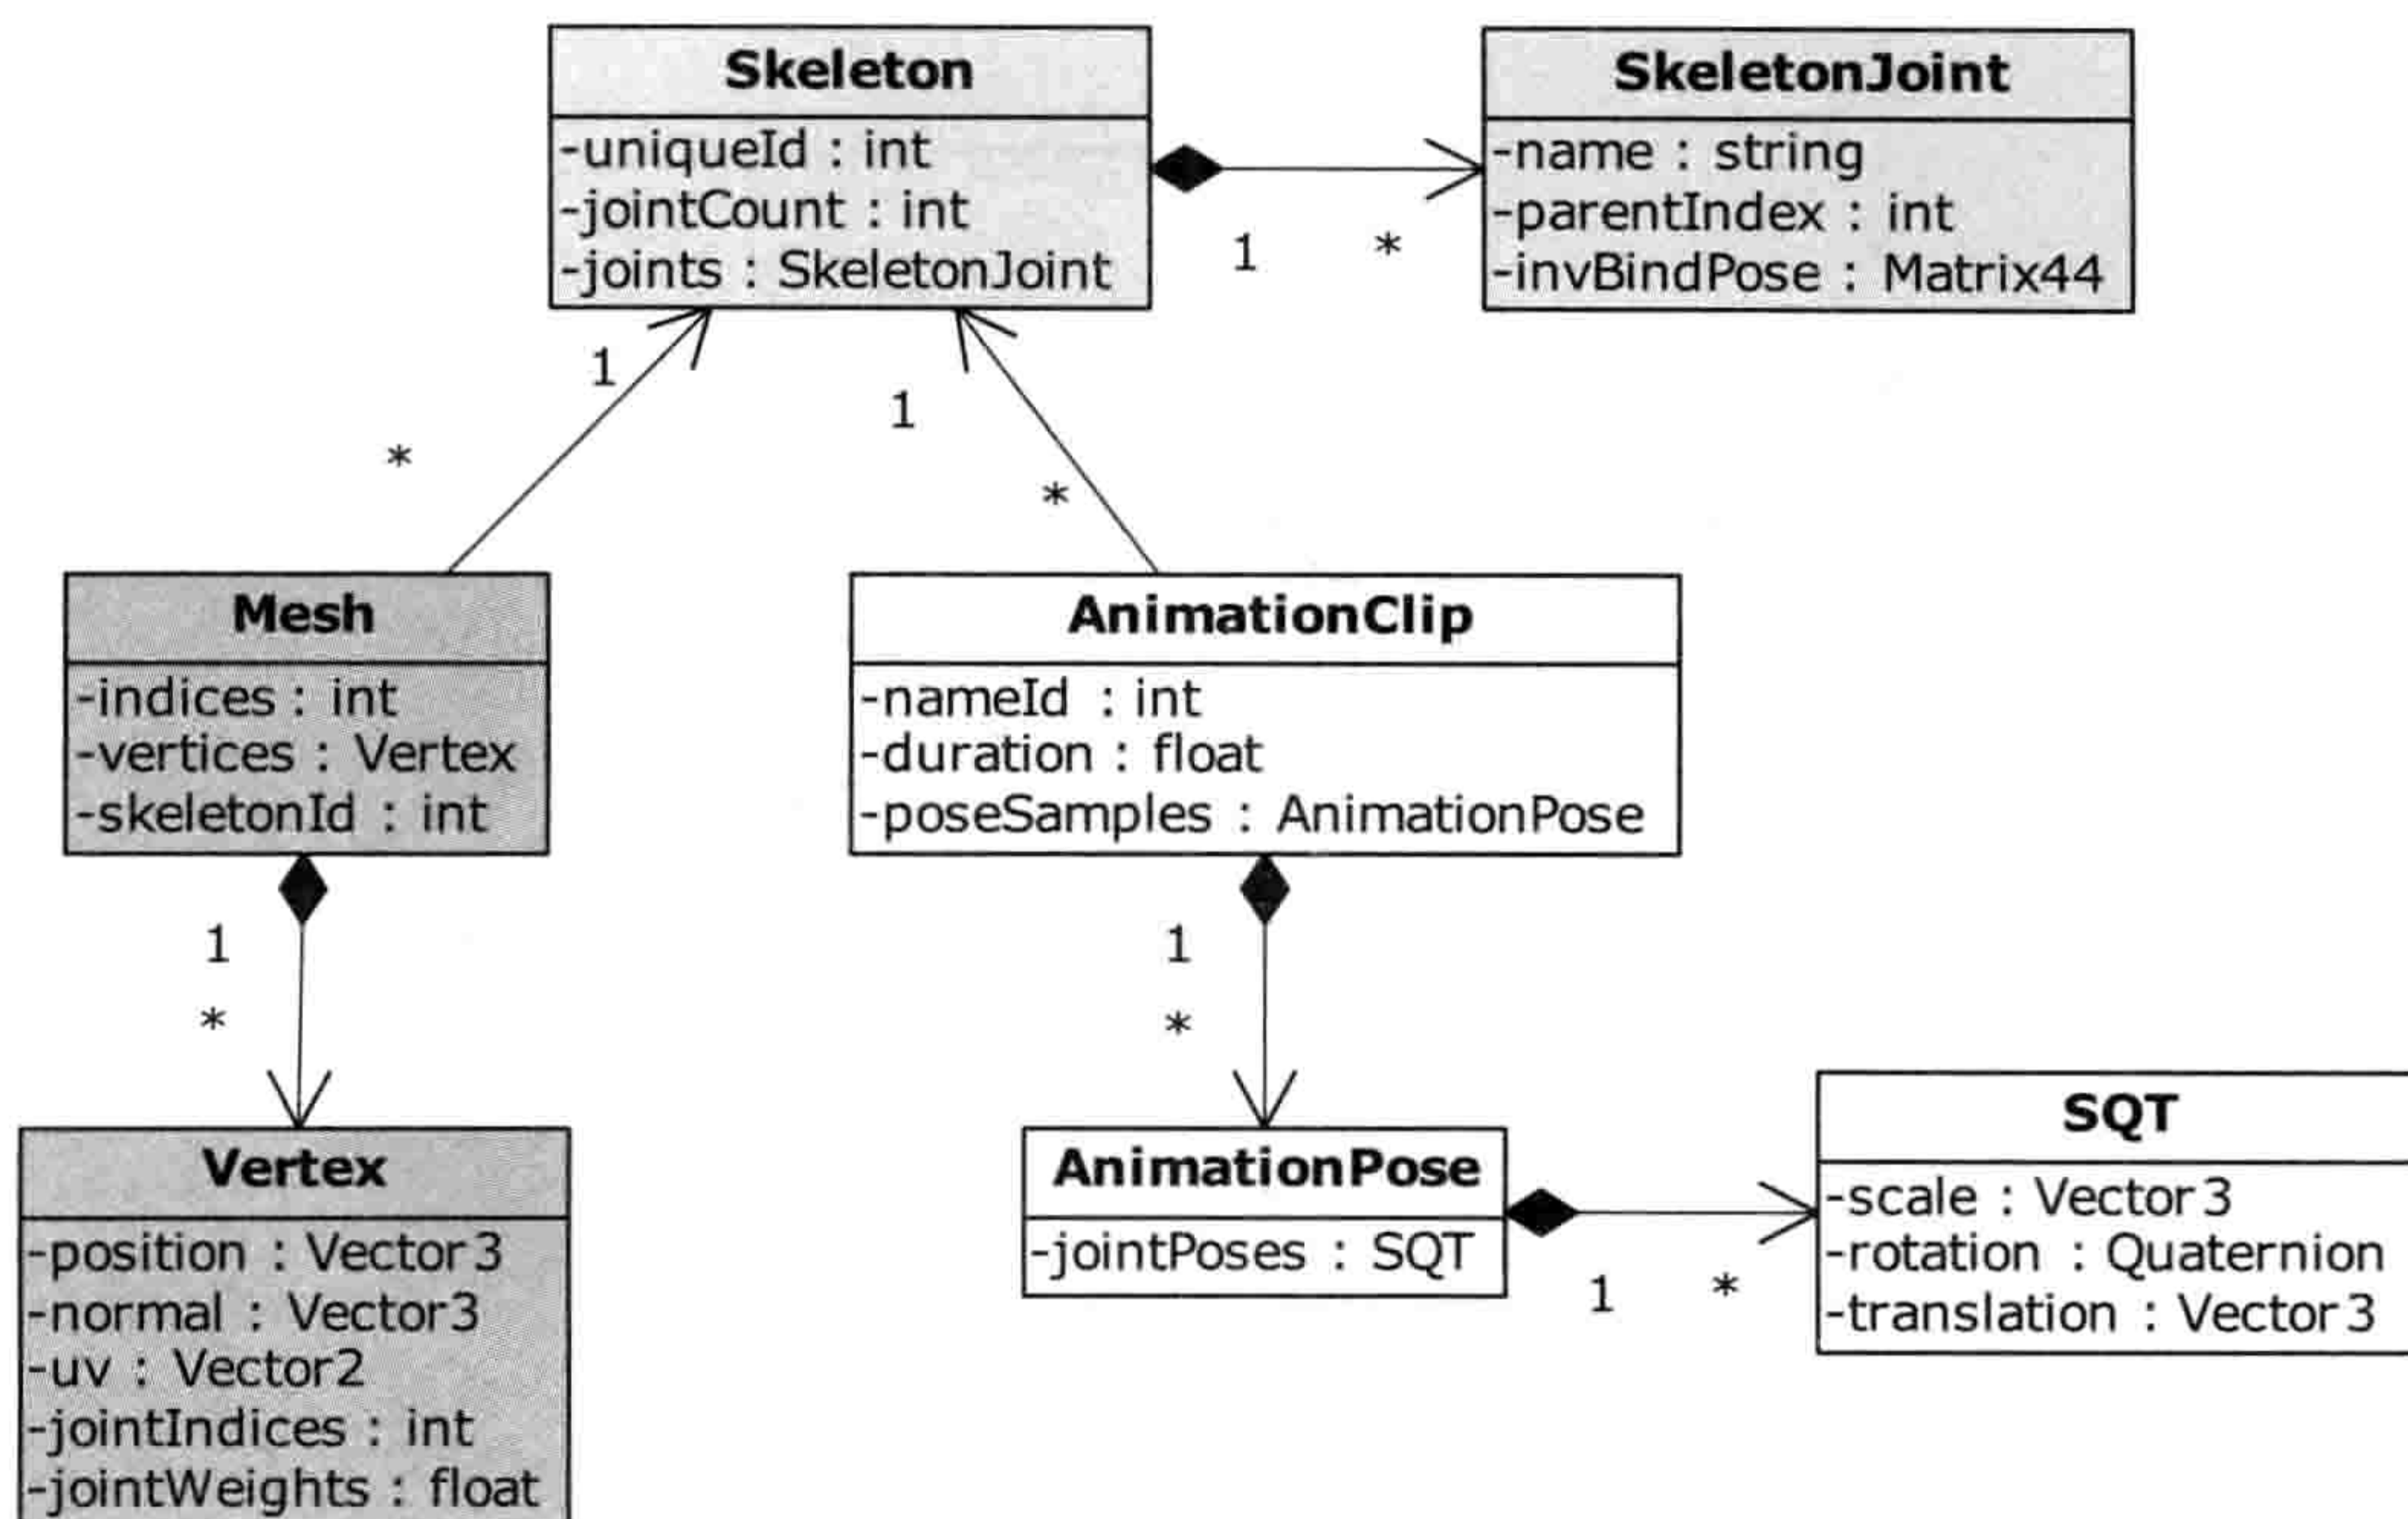 Skeleton
-uniqueId : int
-jointCount : int
-joints : SkeletonJoint
SkeletonJoint
-name : string
-parentIndex : int
-invBindPose : Matrix44
1
*
1
*
1
*
Mesh
-indices : int
-vertices : Vertex
-skeletonId : int
AnimationClip
-nameId : int
-duration : float
-poseSamples : AnimationPose
1
*
1
*
Vertex
-position : Vector3
-normal : Vector3
-uv : Vector2
-jointIndices : int
-jointWeights : float
AnimationPose
-jointPoses : SQT
1
*
SQT
-scale : Vector3
-rotation : Quaternion
-translation : Vector3